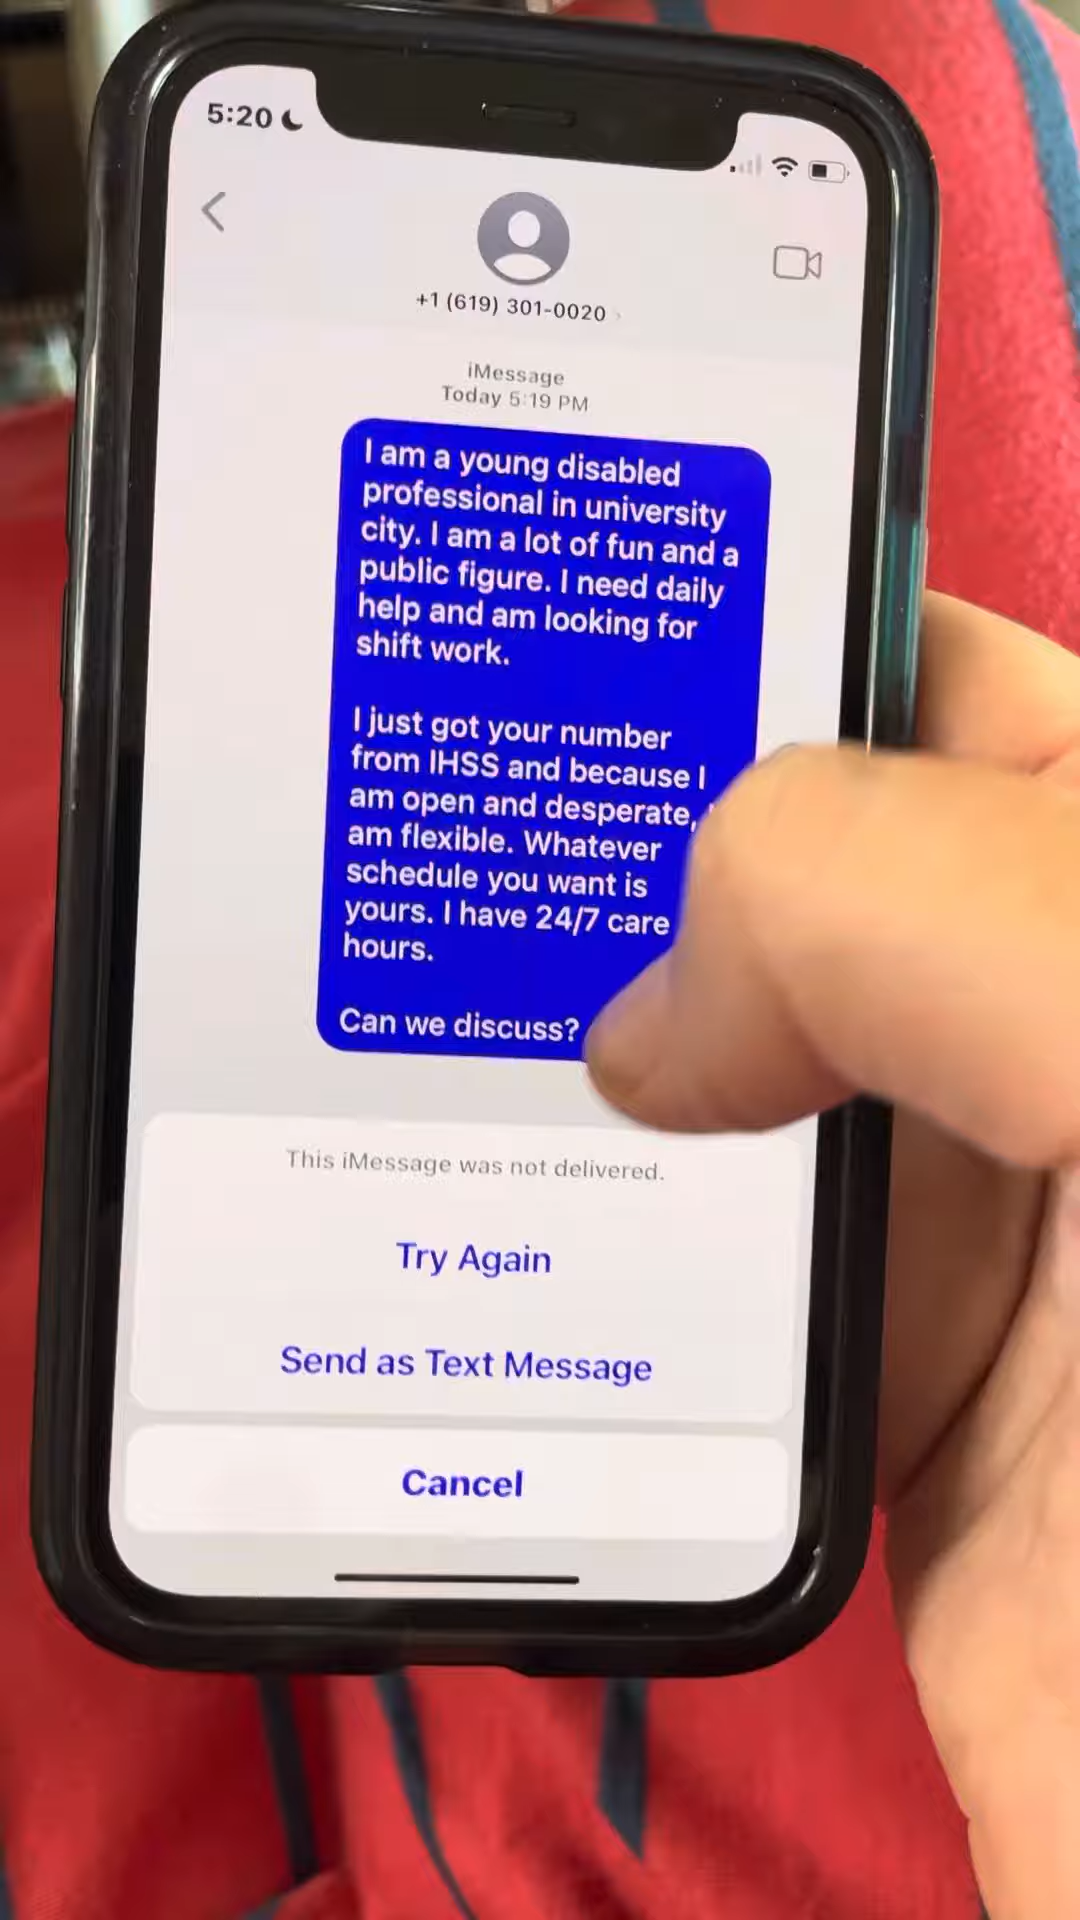 5:20
+1 (619) 301-0020
iMessage
Today 5:19 PM
I am a young disabled
professional in university
city. I am a lot of fun and a
public figure. I need daily
help and am looking for
shift work.
I just got your number
from IHSS and because I
am open and desperate,
am flexible. Whatever
schedule you want is
yours. I have 24/7 care
hours.
Can we discuss?
This iMessage was not delivered.
Try Again
Send as Text Message
Cancel